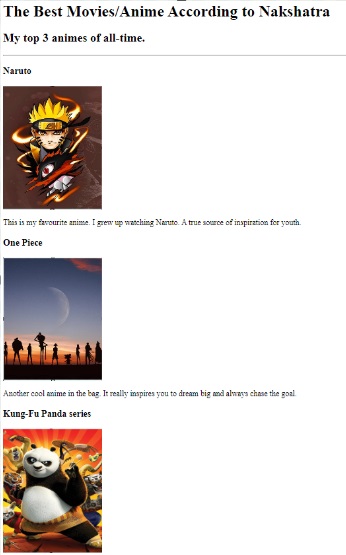 The Best Movies/Anime According to Nakshatra
My top 3 animes of all-time.
Naruto
This is my favourite anime. I grew up watching Naruto. A true source of inspiration for youth.
One Piece
Another cool anime in the bag. It really inspires you to dream big and always chase the goal.
Kung-Fu Panda series